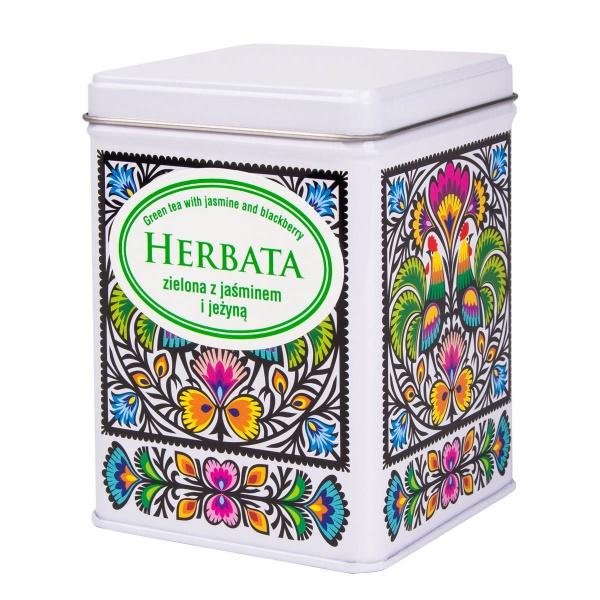 Green tea with jasmine and blackberry
HERBATA
zielona z jaśminem
i jeżyną